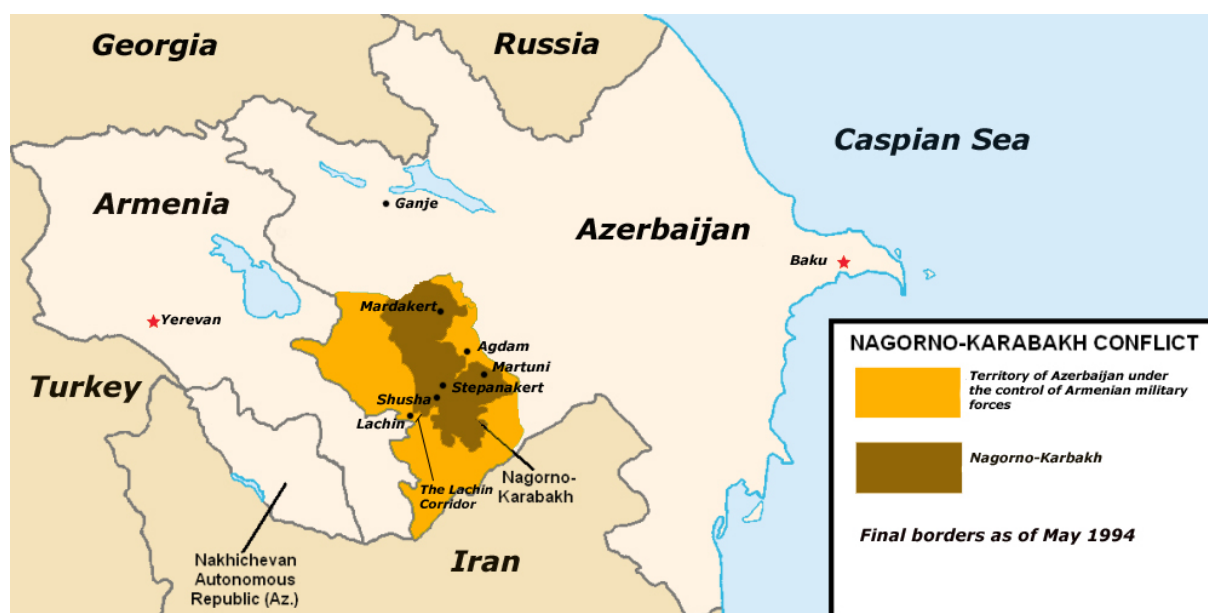 Georgia
Russia
Caspian Sea
Armenia
Ganje
Azerbaijan
Baku
Yerevan
Mardakert
Agdam
Martuni
Stepanakert
Shusha
Lachin
Turkey
Nagorno-
Karabakh
The Lachin
Corridor
Iran
Nakhichevan
Autonomous
Republic (Az.)
NAGORNO-KARABAKH CONFLICT
Territory of Azerbaijan under
the control of Armenian military
forces
Nagorno-Karbakh
Final borders as of May 1994